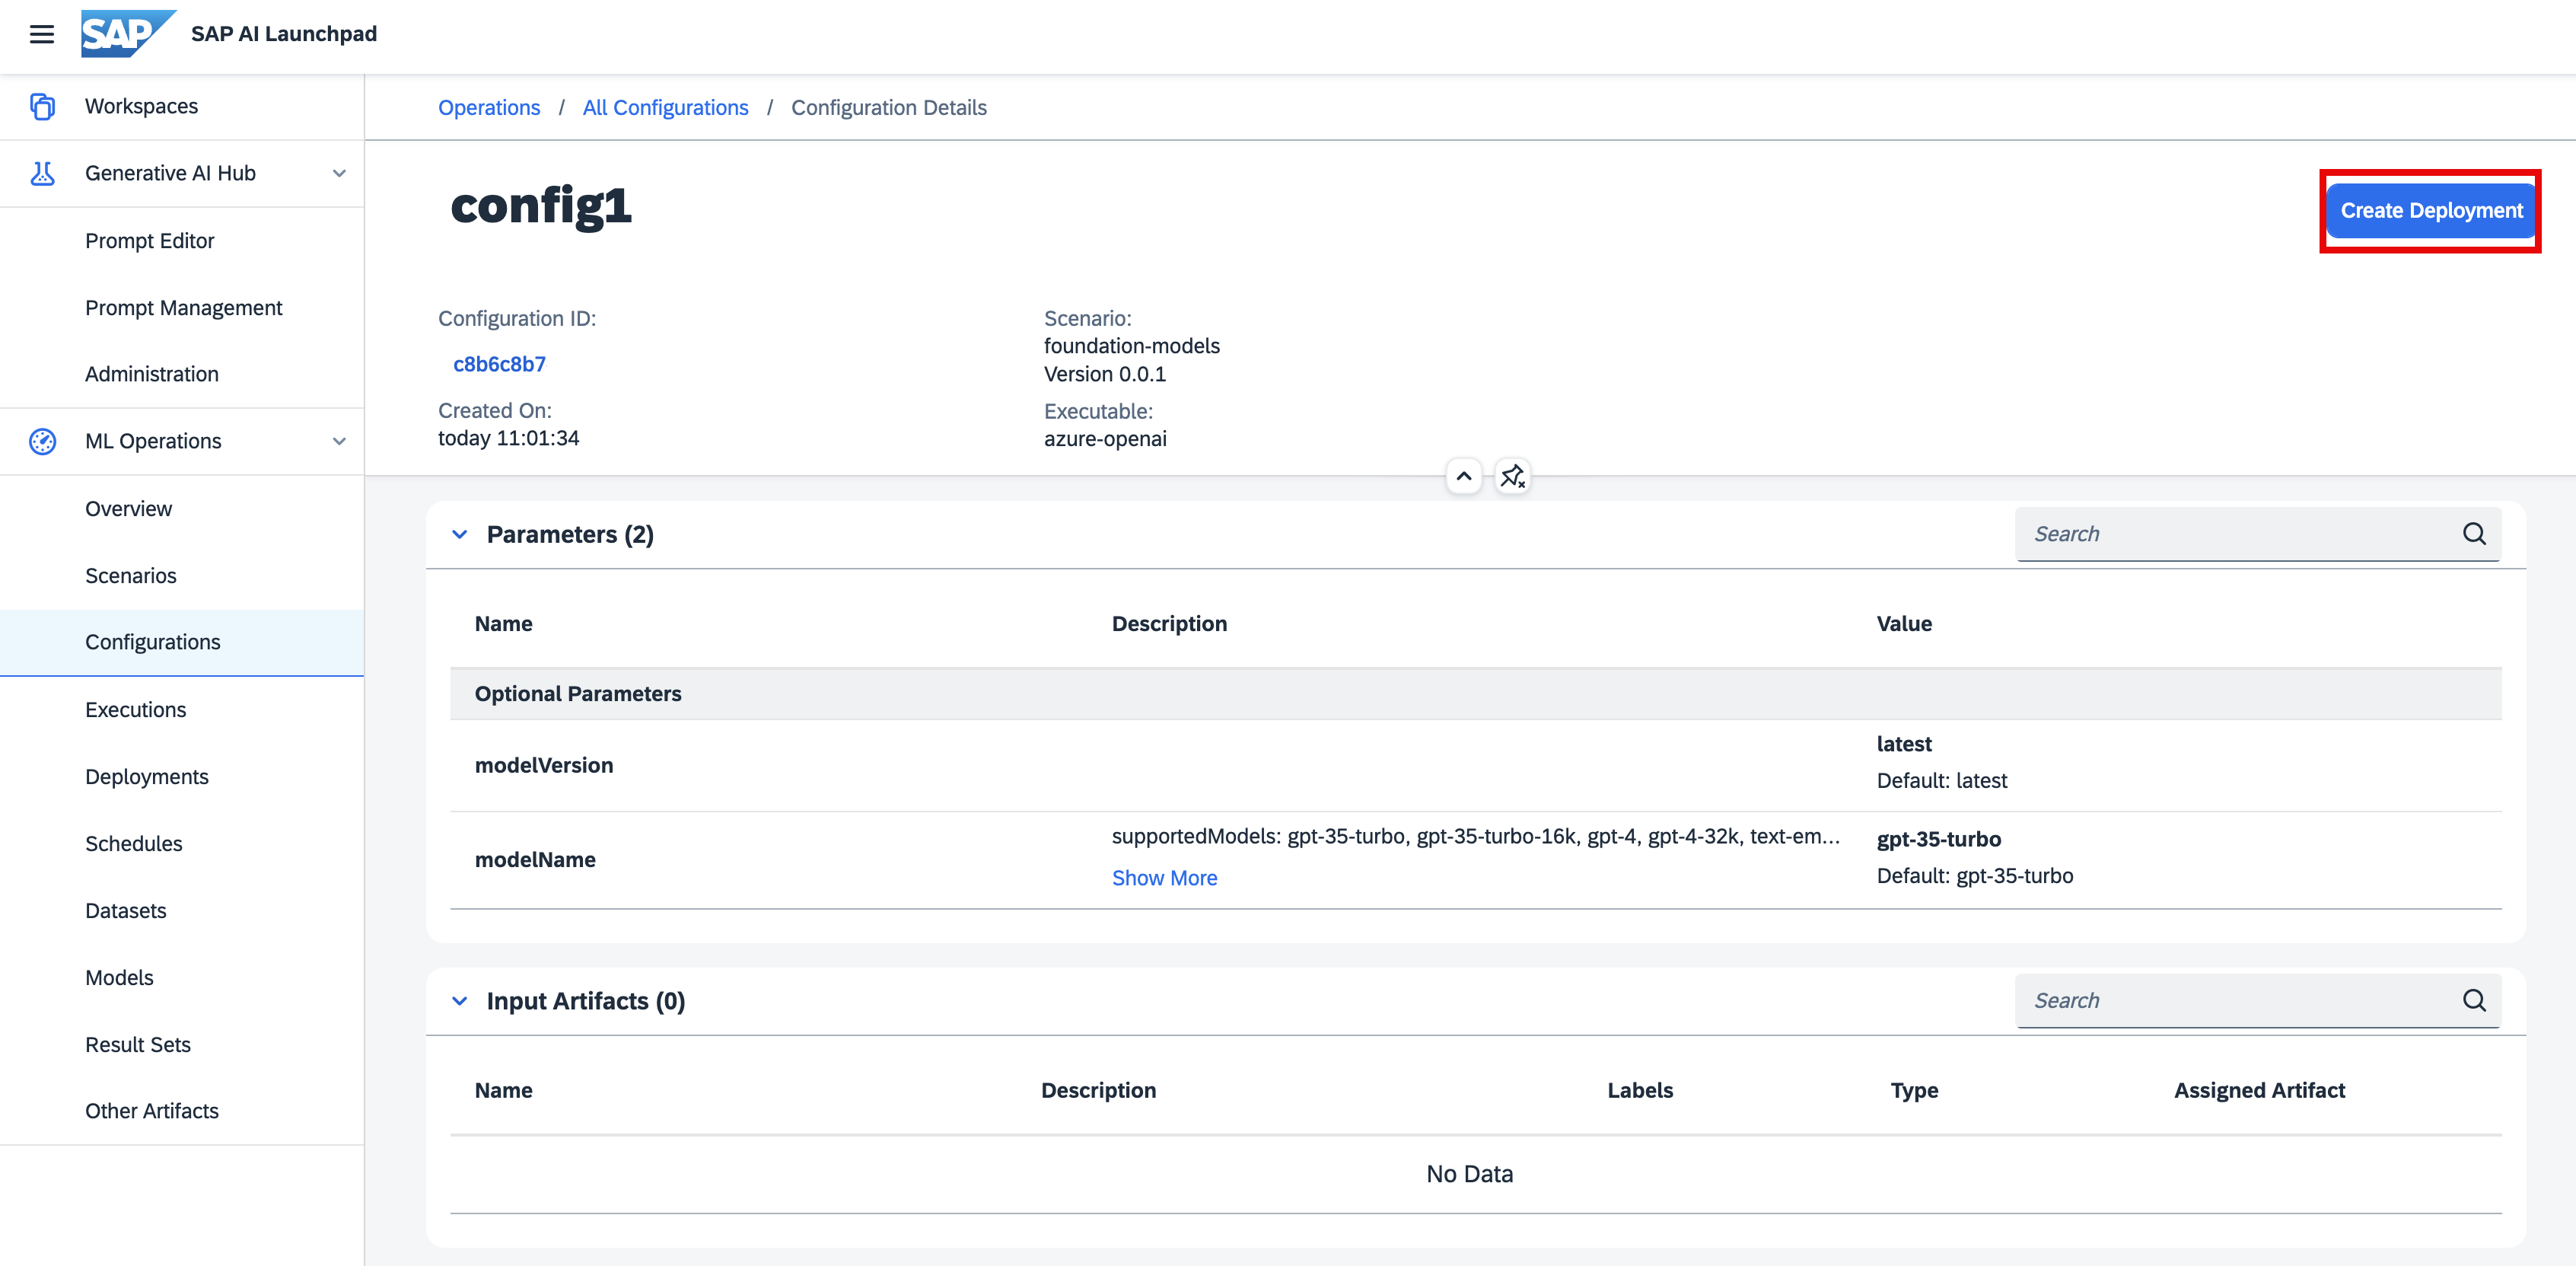 SAP SAP AI Launchpad
Workspaces
Generative AI Hub
Prompt Editor
Prompt Management
Administration
ML Operations
Overview
Scenarios
Configurations
Executions
Deployments
Schedules
Datasets
Models
Result Sets
Other Artifacts
Operations / All Configurations / Configuration Details
config1
Create Deployment
Configuration ID:
c8b6c8b7
Created On:
today 11:01:34
Scenario:
foundation-models
Version 0.0.1
Executable:
azure-openai
Parameters (2)
Search
Name Description Value
Optional Parameters
modelVersion
latest
Default: latest
modelName
supportedModels: gpt-35-turbo, gpt-35-turbo-16k, gpt-4, gpt-4-32k, text-em...
Show More
gpt-35-turbo
Default: gpt-35-turbo
Input Artifacts (0)
Search
Name Description Labels Type Assigned Artifact
No Data